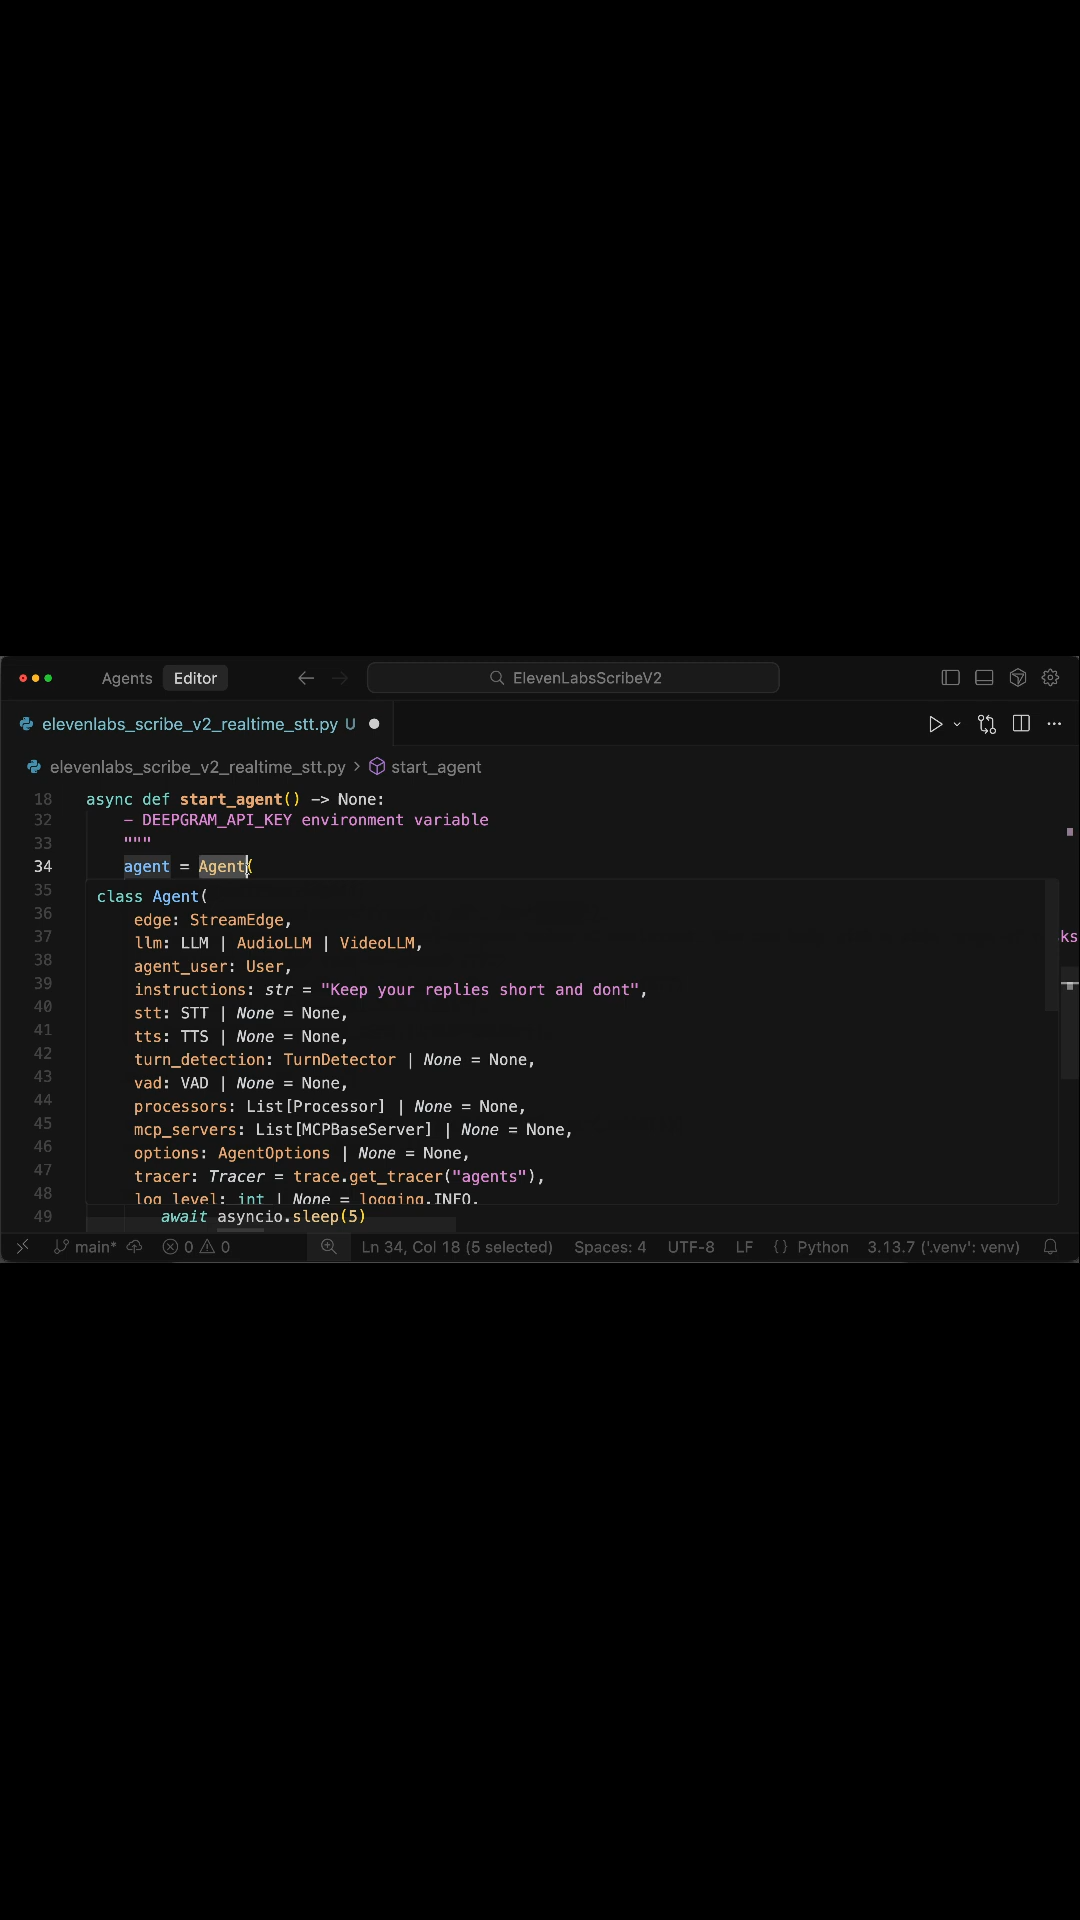 Agents Editor ElevenLabsScribeV2
elevenlabs_scribe_v2_realtime_stt.py U
elevenlabs_scribe_v2_realtime_stt.py > start_agent
18 async def start_agent() -> None:
32 - DEEPGRAM_API_KEY environment variable
33 """
34 agent = Agent(
35 class Agent(
36 edge: StreamEdge,
37 llm: LLM | AudioLLM | VideoLLM, ks
38 agent_user: User,
39 instructions: str = "Keep your replies short and dont",
40 stt: STT | None = None,
41 tts: TTS | None = None,
42 turn_detection: TurnDetector | None = None,
43 vad: VAD | None = None,
44 processors: List[Processor] | None = None,
45 mcp_servers: List[MCPBaseServer] | None = None,
46 options: AgentOptions | None = None,
47 tracer: Tracer = trace.get_tracer("agents"),
48 log_level: int | None = logging.INFO,
49 await asyncio.sleep(5)
main* 0 0 Ln 34, Col 18 (5 selected) Spaces: 4 UTF-8 LF {} Python 3.13.7 ('.venv': venv)